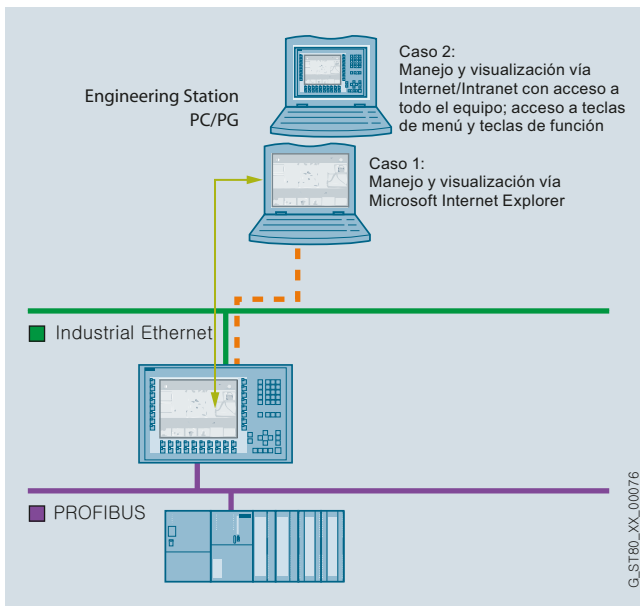 Caso 2:
Manejo y visualización vía
Internet/Intranet con acceso a
todo el equipo; acceso a teclas
de menú y teclas de función
Engineering Station
PC/PG
Caso 1:
Manejo y visualización vía
Microsoft Internet Explorer
Industrial Ethernet
PROFIBUS
G_ST80_XX_00076